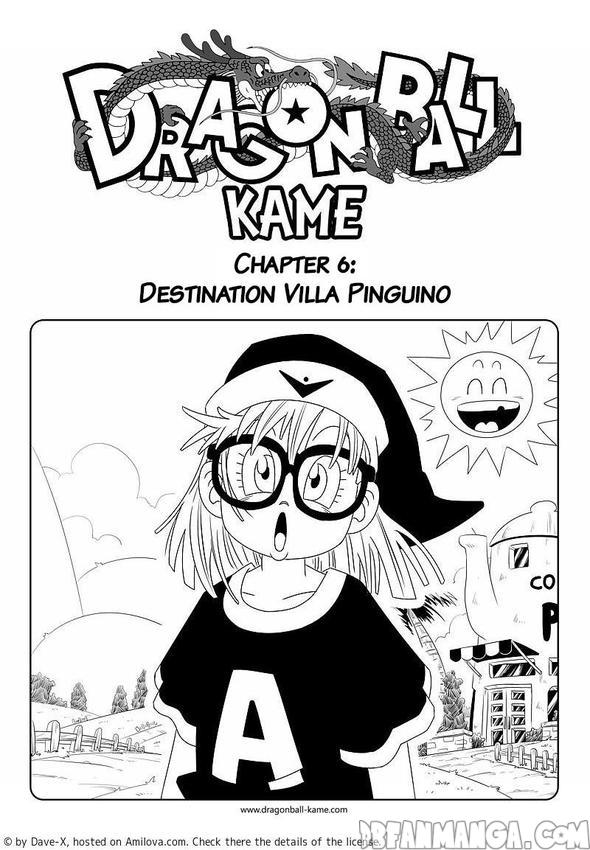 DRAGON BALL
KAME
CHAPTER 6:
DESTINATION VILLA PINGUINO
CO
P
A
www.dragonball-kame.com
© by Dave-X, hosted on Amilova.com. Check there the details of the license.
DBFANMANGA.COM